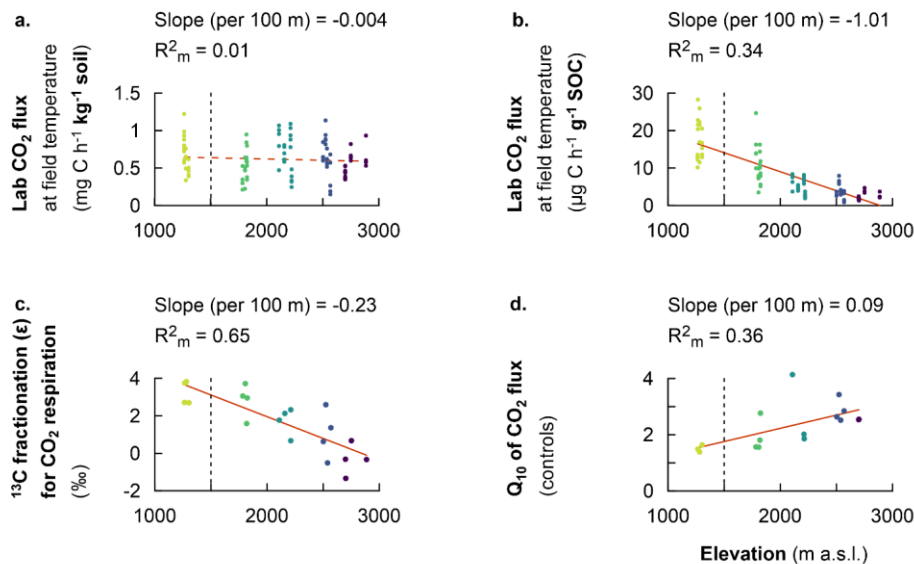 a.
Slope (per 100 m) = -0.004
R²m = 0.01
Lab CO₂ flux
at field temperature
(mg C h⁻¹ kg⁻¹ soil)
1.5
1
0.5
0
1000 2000 3000
b.
Slope (per 100 m) = -1.01
R²m = 0.34
Lab CO₂ flux
at field temperature
(µg C h⁻¹ g⁻¹ SOC)
30
20
10
0
1000 2000 3000
c.
Slope (per 100 m) = -0.23
R²m = 0.65
¹³C fractionation (ε)
for CO₂ respiration
(‰)
4
2
0
-2
1000 2000 3000
d.
Slope (per 100 m) = 0.09
R²m = 0.36
Q₁₀ of CO₂ flux
(controls)
4
2
0
1000 2000 3000
Elevation (m a.s.l.)